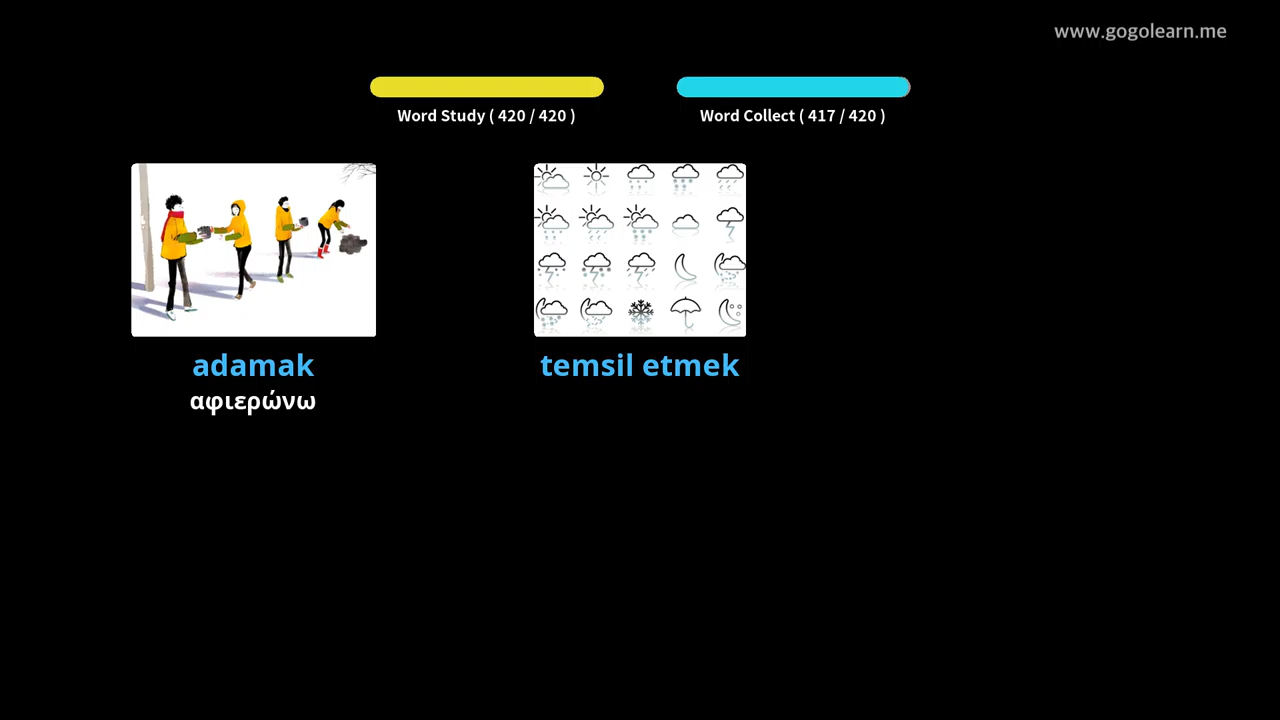 www.gogolearn.me
Word Study ( 420 / 420 )
Word Collect ( 417 / 420 )
adamak
αφιερώνω
temsil etmek